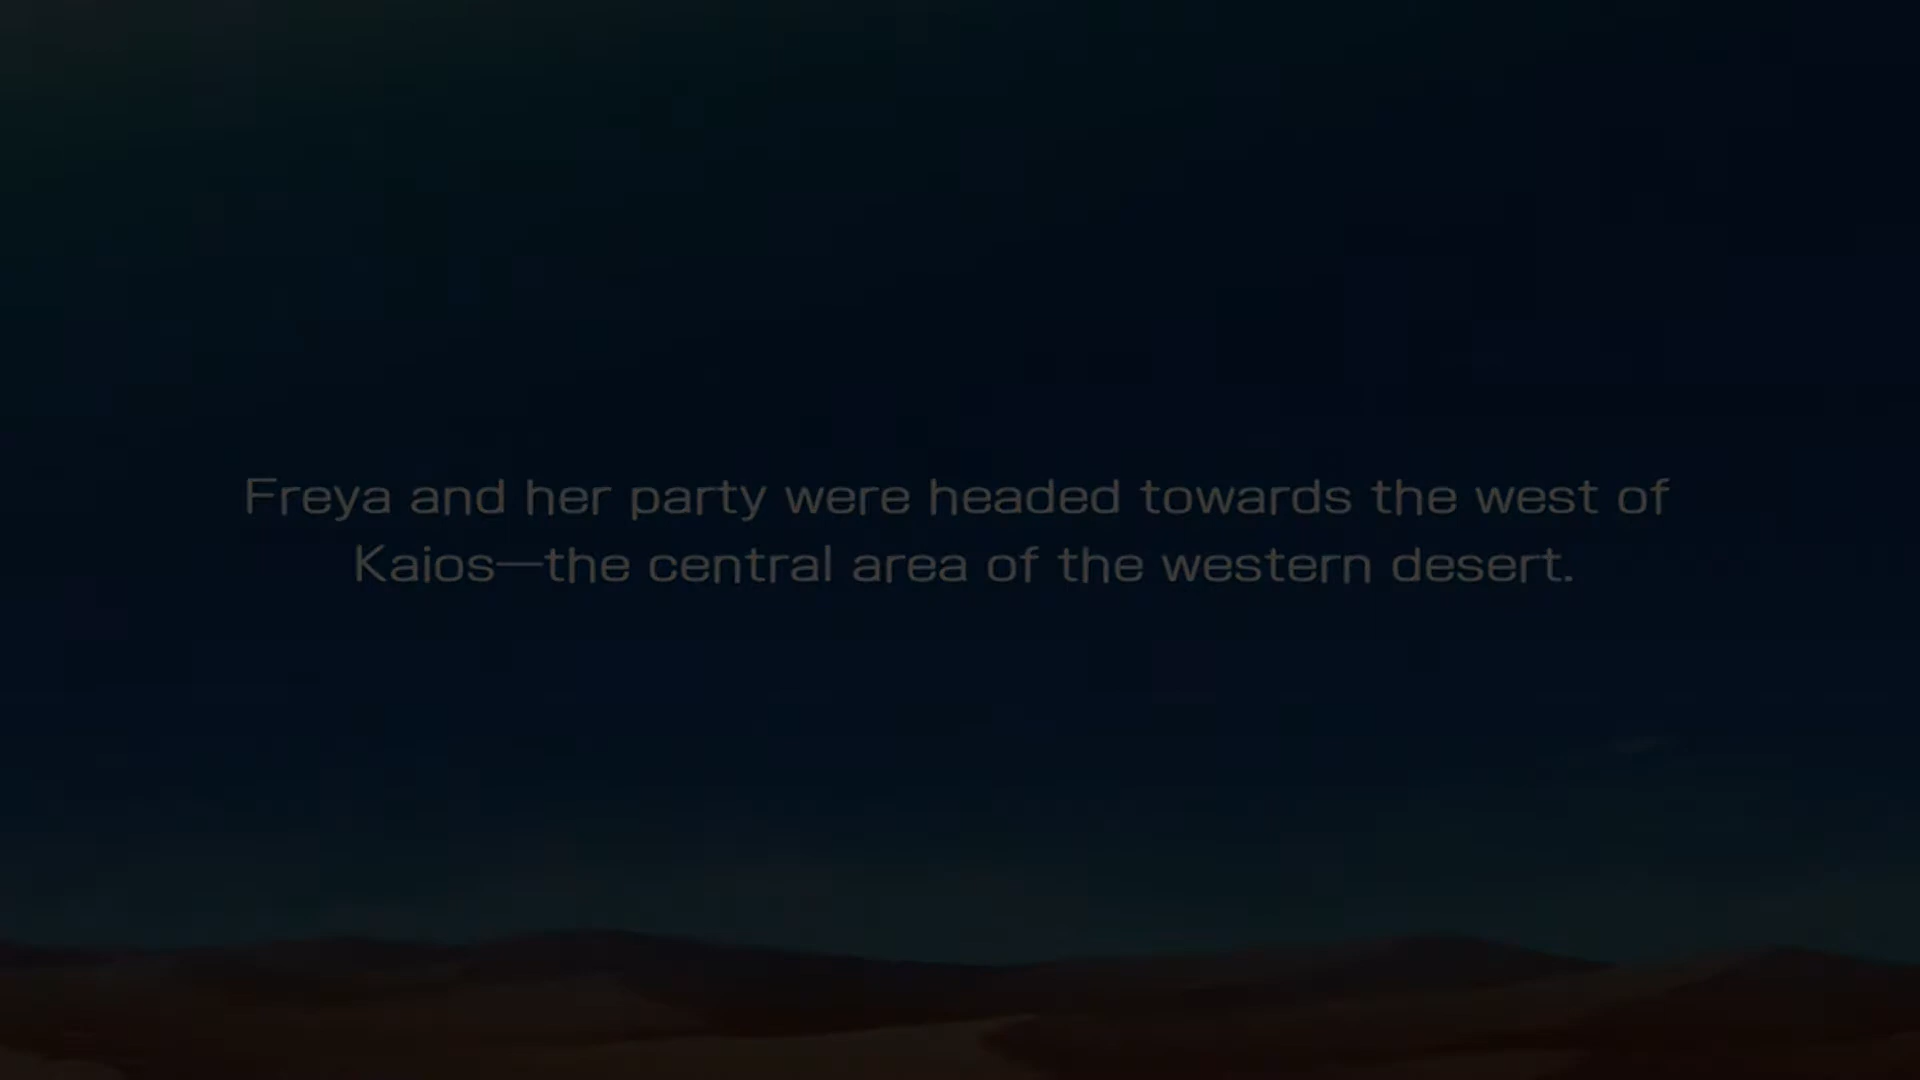 Freya and her party were headed towards the west of
Kaios—the central area of the western desert.